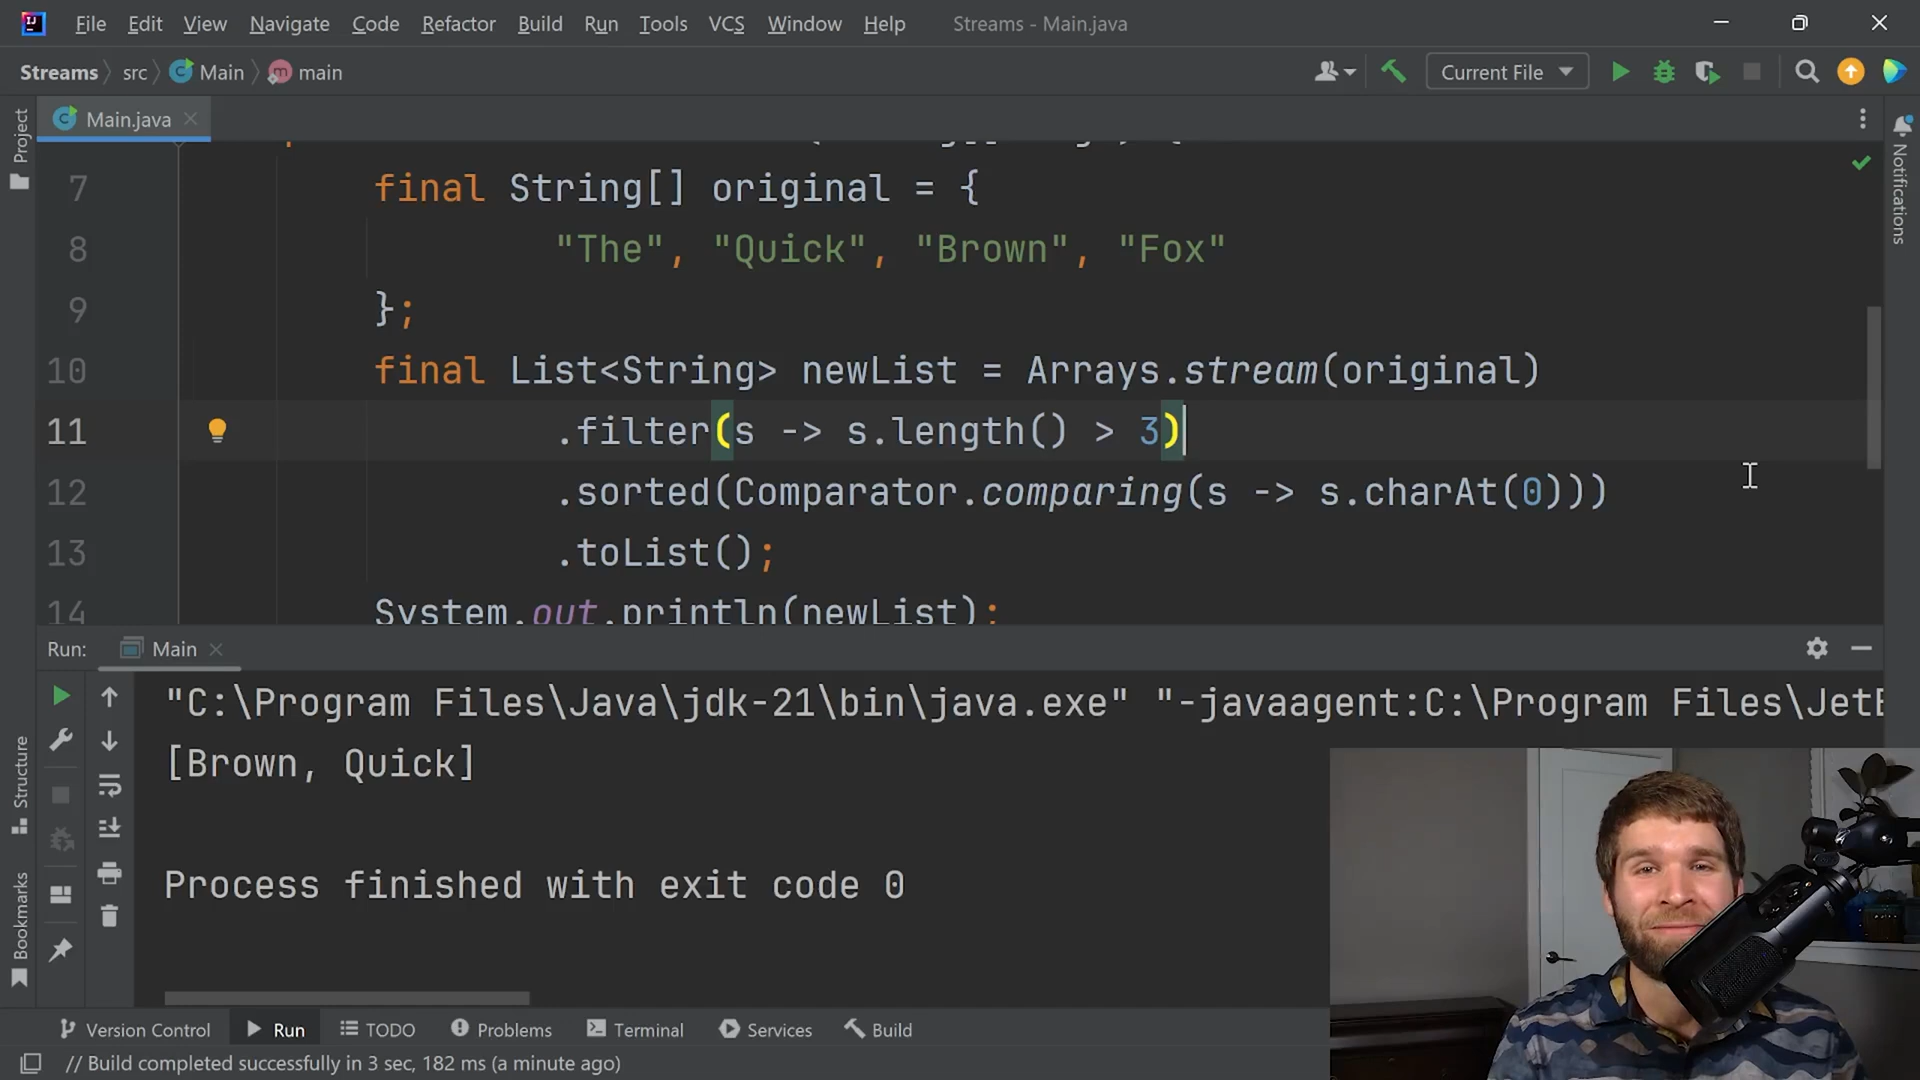 File Edit View Navigate Code Refactor Build Run Tools VCS Window Help Streams - Main.java
Streams src Main m main Current File
Project
Main.java
Notifications
7 final String[] original = {
8 "The", "Quick", "Brown", "Fox"
9 };
10 final List<String> newList = Arrays.stream(original)
11 .filter(s -> s.length() > 3)
12 .sorted(Comparator.comparing(s -> s.charAt(0)))
13 .toList();
14 System.out.println(newList);
Run: Main
"C:\Program Files\Java\jdk-21\bin\java.exe" "-javaagent:C:\Program Files\JetB
[Brown, Quick]
Structure
Process finished with exit code 0
Bookmarks
Version Control Run TODO Problems Terminal Services Build
// Build completed successfully in 3 sec, 182 ms (a minute ago)